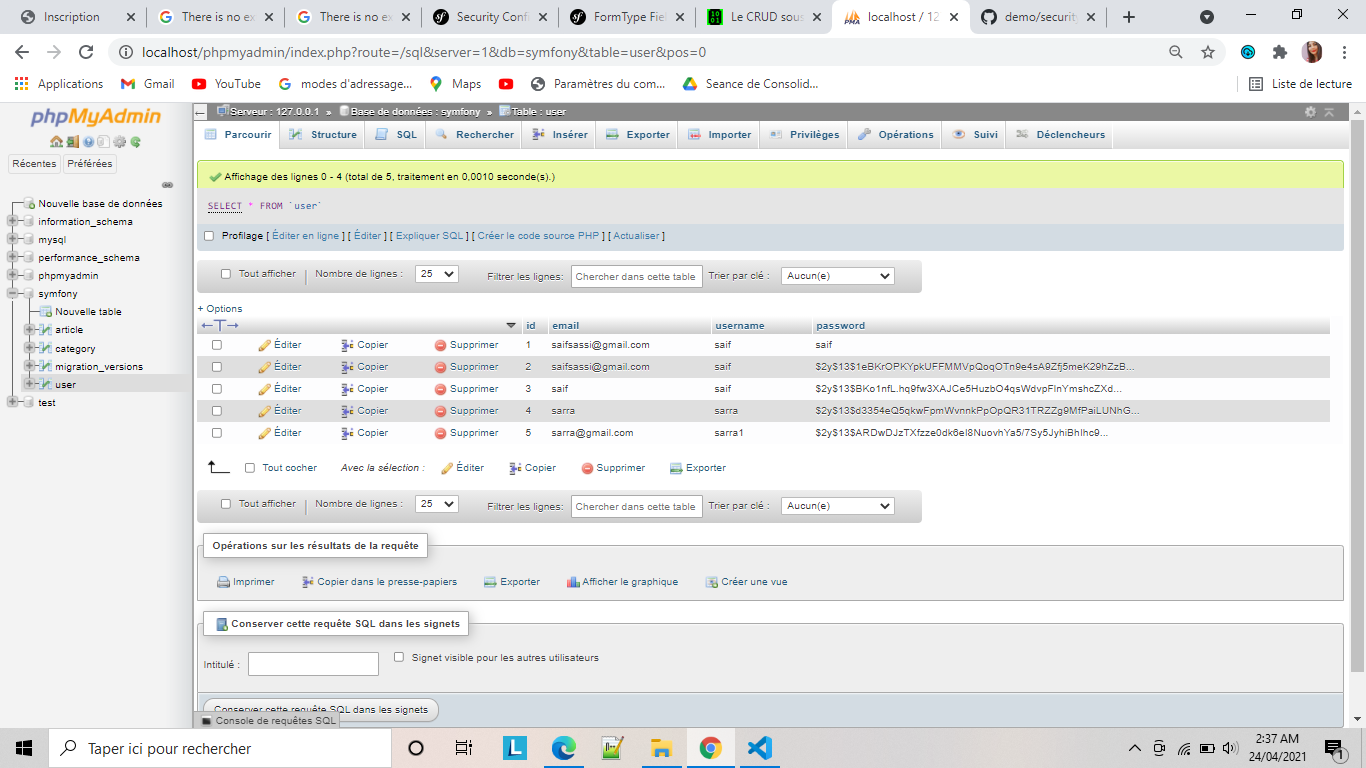 Inscription
There is no ex
There is no ex
Security Confi
FormType Fiel
Le CRUD sous
localhost / 12
demo/security
localhost/phpmyadmin/index.php?route=/sql&server=1&db=symfony&table=user&pos=0
Applications
Gmail
YouTube
modes d'adressage...
Maps
Paramètres du com...
Seance de Consolid...
Liste de lecture
phpMyAdmin
Récentes
Préférées
Nouvelle base de données
information_schema
mysql
performance_schema
phpmyadmin
symfony
Nouvelle table
article
category
migration_versions
user
test
Serveur : 127.0.0.1 » Base de données : symfony » Table : user
Parcourir
Structure
SQL
Rechercher
Insérer
Exporter
Importer
Privilèges
Opérations
Suivi
Déclencheurs
Affichage des lignes 0 - 4 (total de 5, traitement en 0,0010 seconde(s).)
SELECT * FROM `user`
Profilage [ Éditer en ligne ] [ Éditer ] [ Expliquer SQL ] [ Créer le code source PHP ] [ Actualiser ]
Tout afficher
Nombre de lignes :
25
Filtrer les lignes:
Chercher dans cette table
Trier par clé :
Aucun(e)
+ Options
id email username password
Éditer Copier Supprimer 1 saifsassi@gmail.com saif saif
Éditer Copier Supprimer 2 saifsassi@gmail.com saif $2y$13$1eBKrOPKYpkUFFMMVpQoqOTn9e4sA9Zfj5meK29hZzB...
Éditer Copier Supprimer 3 saif saif $2y$13$BKo1nfL.hq9fw3XAJCe5HuzbO4qsWdvpFlnYmshcZXd...
Éditer Copier Supprimer 4 sarra sarra $2y$13$d3354eQ5qkwFpmWvnnkPpOpQR31TRZZg9MfPaiLUNhG...
Éditer Copier Supprimer 5 sarra@gmail.com sarra1 $2y$13$ARDwDJzTXfzze0dk6eI8NuovhYa5/7Sy5JyhiBhIhc9...
Tout cocher
Avec la sélection :
Éditer
Copier
Supprimer
Exporter
Tout afficher
Nombre de lignes :
25
Filtrer les lignes:
Chercher dans cette table
Trier par clé :
Aucun(e)
Opérations sur les résultats de la requête
Imprimer
Copier dans le presse-papiers
Exporter
Afficher le graphique
Créer une vue
Conserver cette requête SQL dans les signets
Intitulé :
Signet visible pour les autres utilisateurs
Conserver cette requête SQL dans les signets
Console de requêtes SQL
Taper ici pour rechercher
2:37 AM
24/04/2021
1